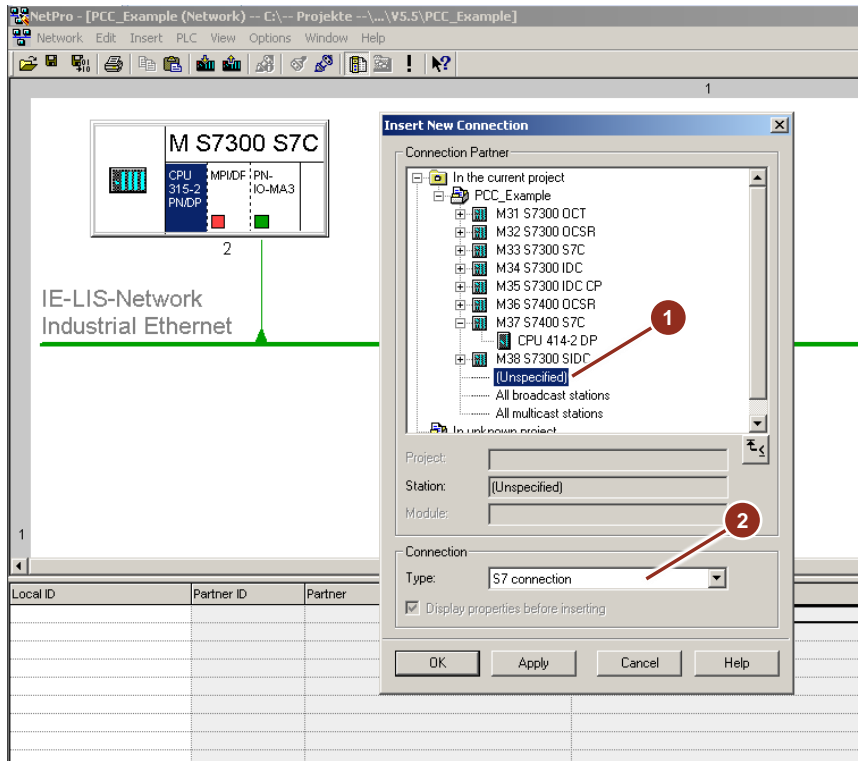 NetPro - [PCC_Example (Network) -- C:\-- Projekte --\...\V5.5\PCC_Example]
Network Edit Insert PLC View Options Window Help
1
M S7300 S7C
CPU 315-2 PN/DP
MPI/DP
PN-IO-MA3
2
IE-LIS-Network
Industrial Ethernet
1
Local ID Partner ID Partner
Insert New Connection
Connection Partner
In the current project
PCC_Example
M31 S7300 OCT
M32 S7300 OCSR
M33 S7300 S7C
M34 S7300 IDC
M35 S7300 IDC CP
M36 S7400 OCSR
M37 S7400 S7C
CPU 414-2 DP
M38 S7300 SIDC
(Unspecified)
All broadcast stations
All multicast stations
In unknown project
1
Project:
Station: (Unspecified)
Module:
2
Connection
Type: S7 connection
Display properties before inserting
OK Apply Cancel Help